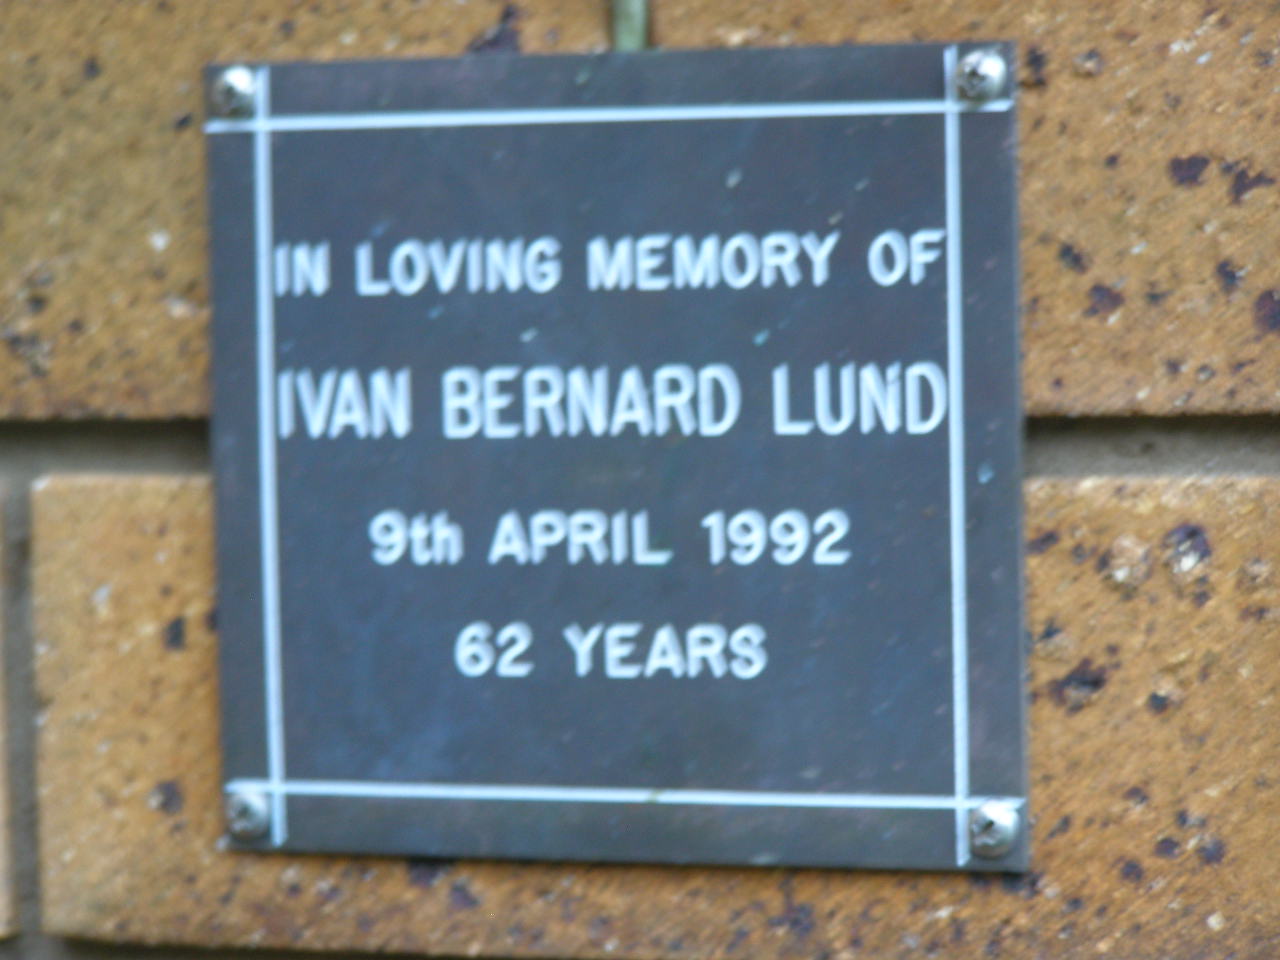 IN LOVING MEMORY OF
IVAN BERNARD LUND
9th APRIL 1992
62 YEARS